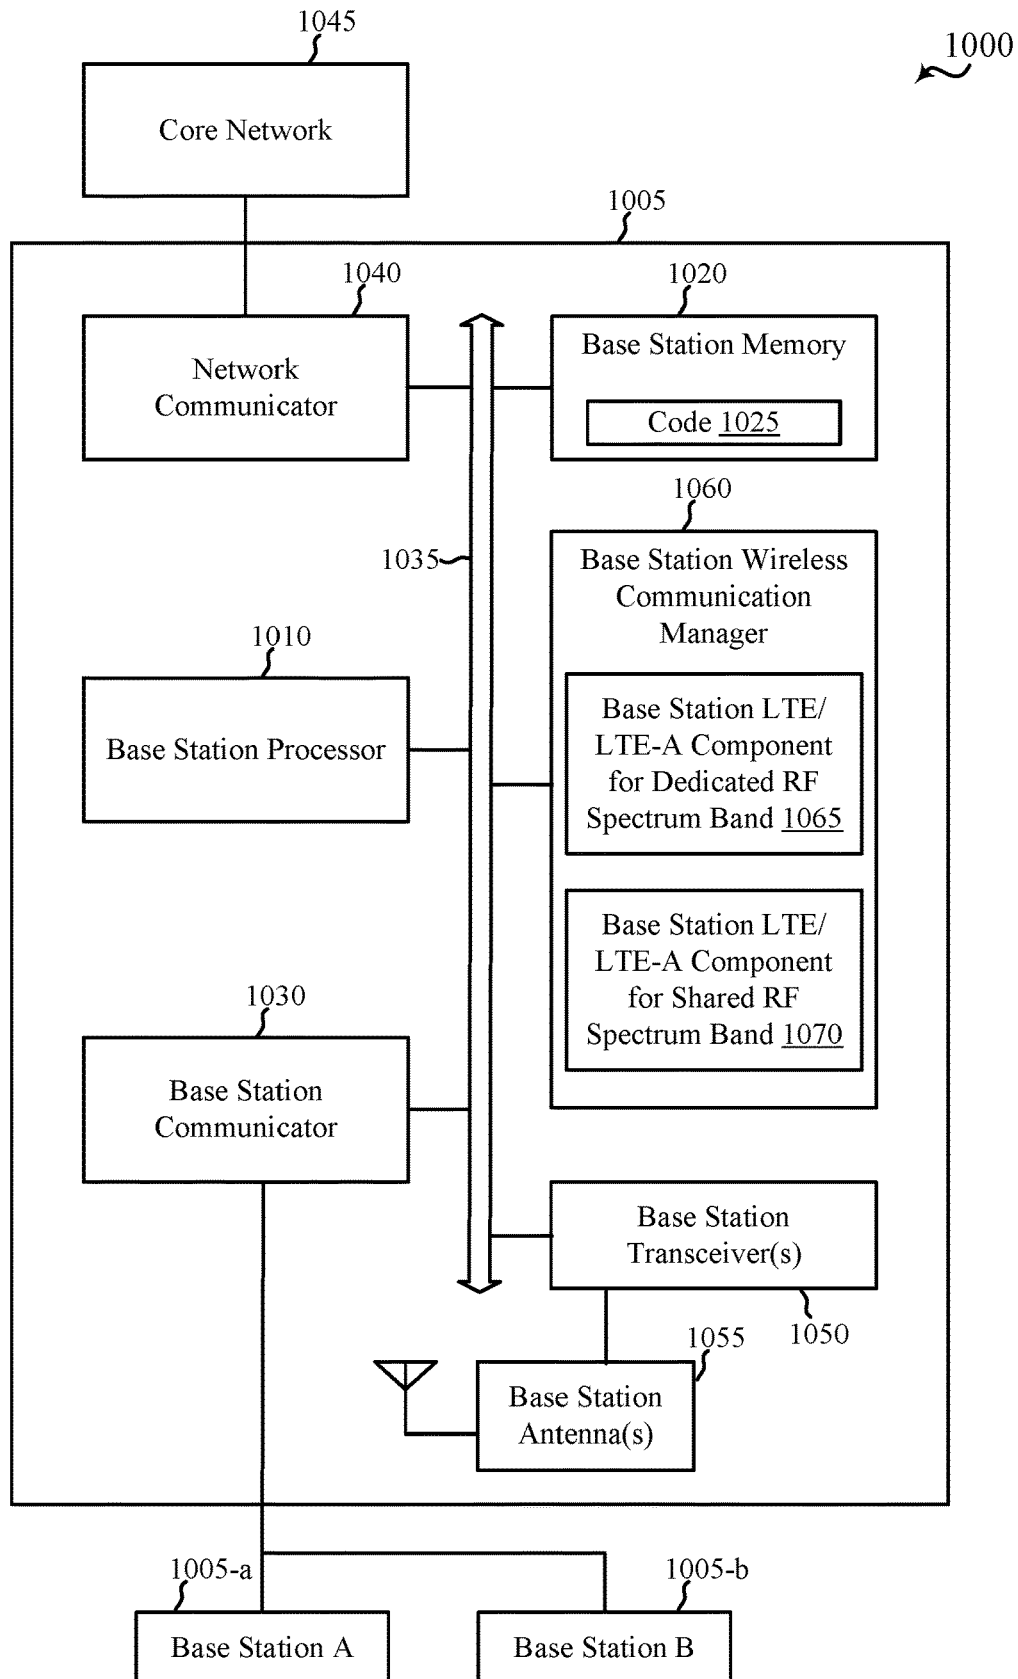 1045
1000
Core Network
1005
1040
1020
Network
Communicator
Base Station Memory
Code 1025
1060
1035
Base Station Wireless
Communication
Manager
1010
Base Station Processor
Base Station LTE/
LTE-A Component
for Dedicated RF
Spectrum Band 1065
Base Station LTE/
LTE-A Component
for Shared RF
Spectrum Band 1070
1030
Base Station
Communicator
Base Station
Transceiver(s)
1050
1055
Base Station
Antenna(s)
1005-a
1005-b
Base Station A
Base Station B